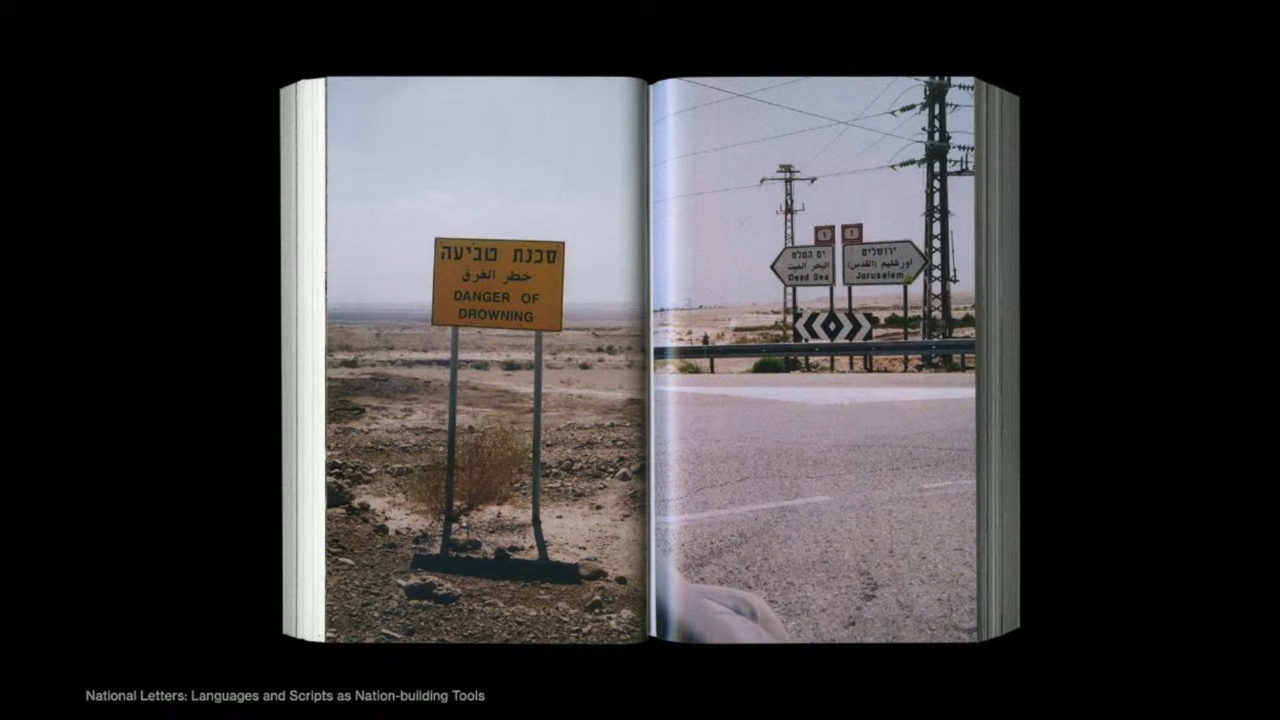 סכנת טביעה
خطر الغرق
DANGER OF
DROWNING
1
1
ים המלח
البحر الميت
Dead Sea
ירושלים
اورشليم (القدس)
Jerusalem
National Letters: Languages and Scripts as Nation-building Tools